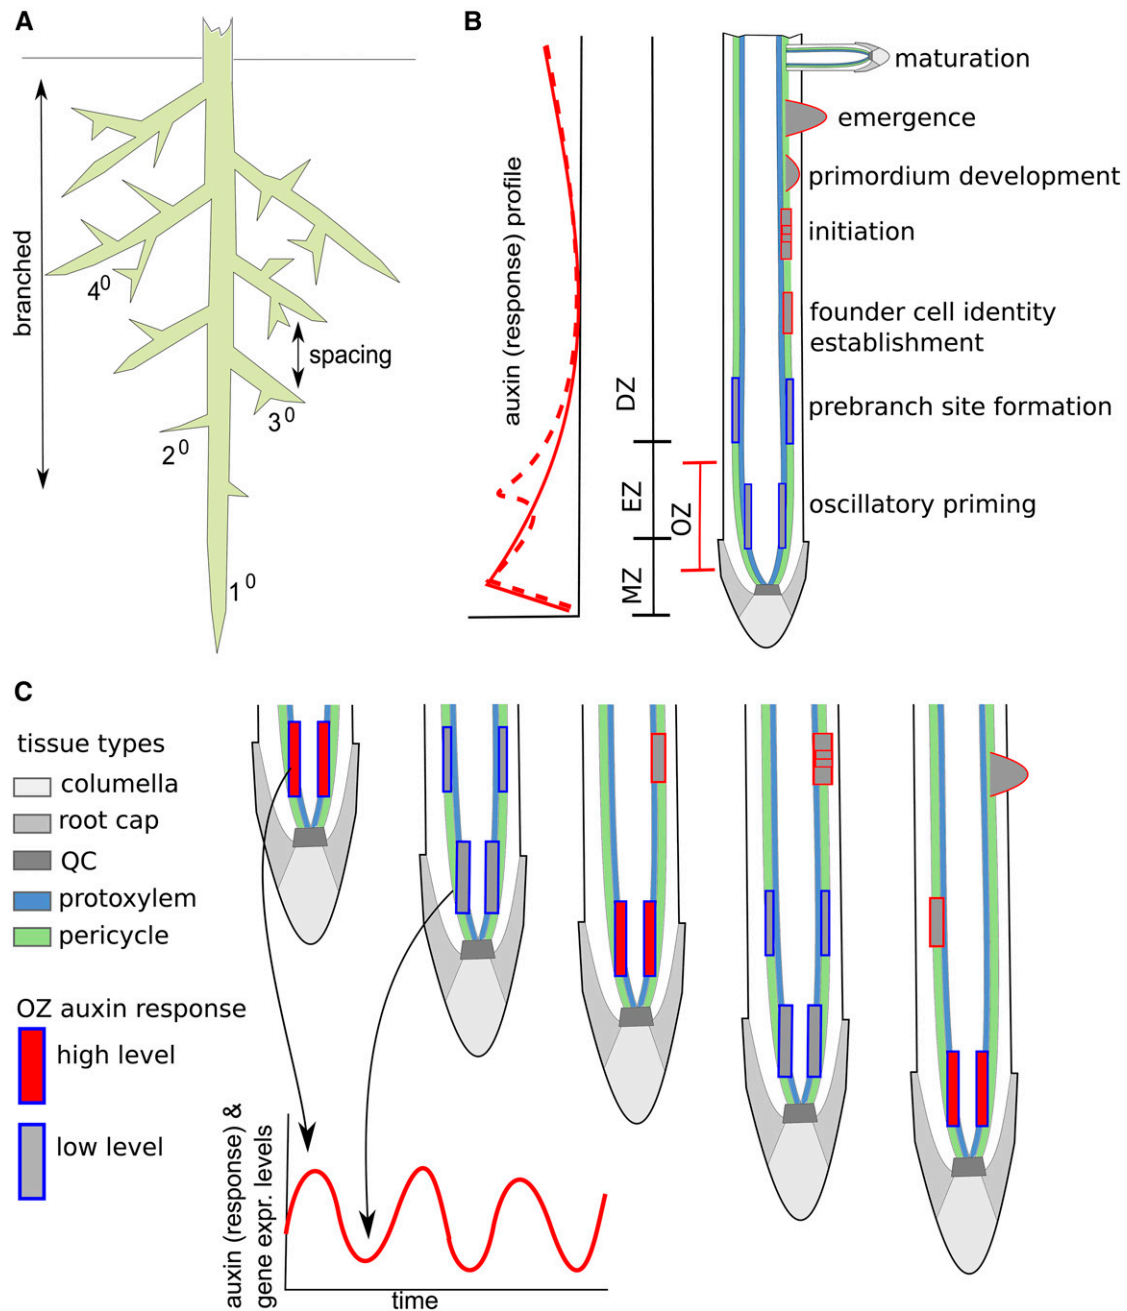 A
branched
4⁰
spacing
3⁰
2⁰
1⁰
B
auxin (response) profile
DZ
EZ
MZ
OZ
maturation
emergence
primordium development
initiation
founder cell identity
establishment
prebranch site formation
oscillatory priming
C
tissue types
columella
root cap
QC
protoxylem
pericycle
OZ auxin response
high level
low level
auxin (response) &
gene expr. levels
time